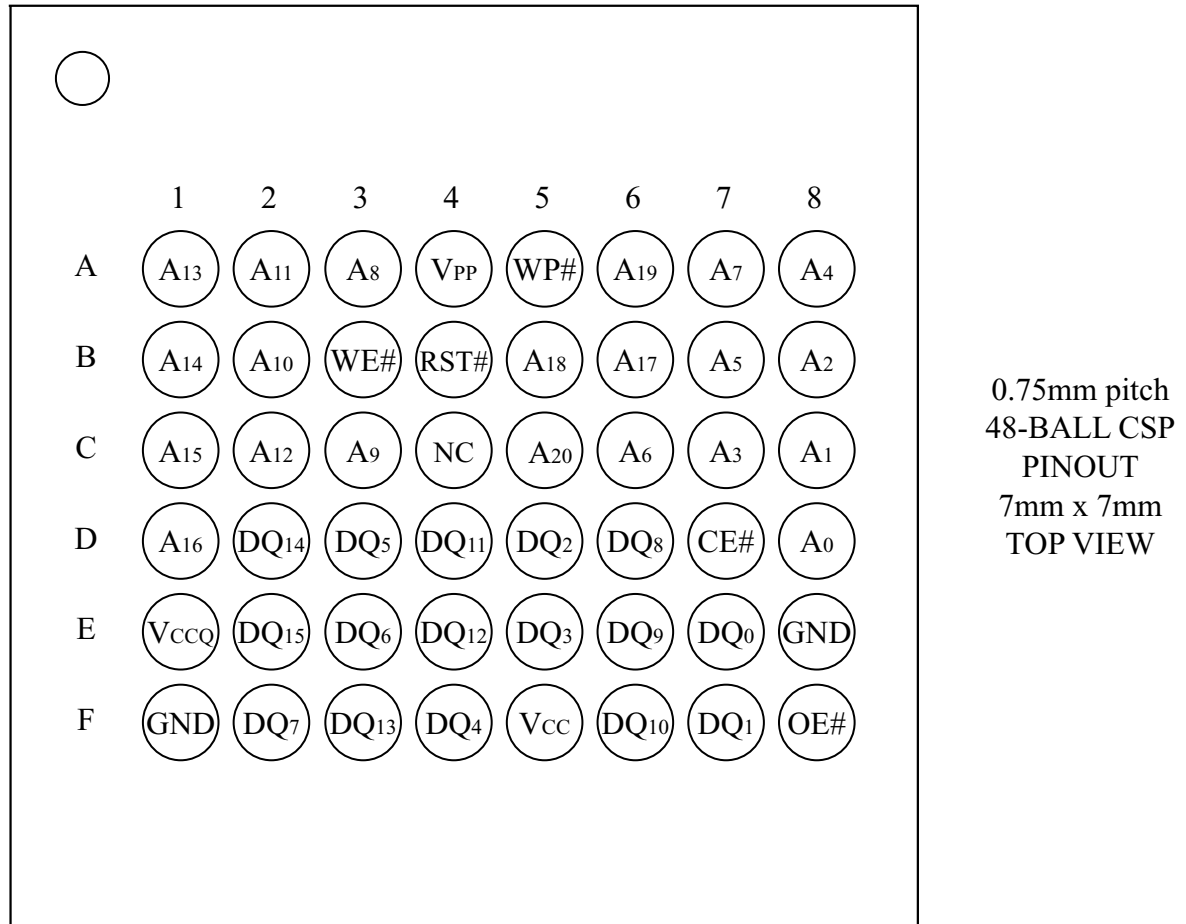 1 2 3 4 5 6 7 8
A A13 A11 A8 VPP WP# A19 A7 A4
B A14 A10 WE# RST# A18 A17 A5 A2
C A15 A12 A9 NC A20 A6 A3 A1
D A16 DQ14 DQ5 DQ11 DQ2 DQ8 CE# A0
E VCCQ DQ15 DQ6 DQ12 DQ3 DQ9 DQ0 GND
F GND DQ7 DQ13 DQ4 VCC DQ10 DQ1 OE#
0.75mm pitch
48-BALL CSP
PINOUT
7mm x 7mm
TOP VIEW